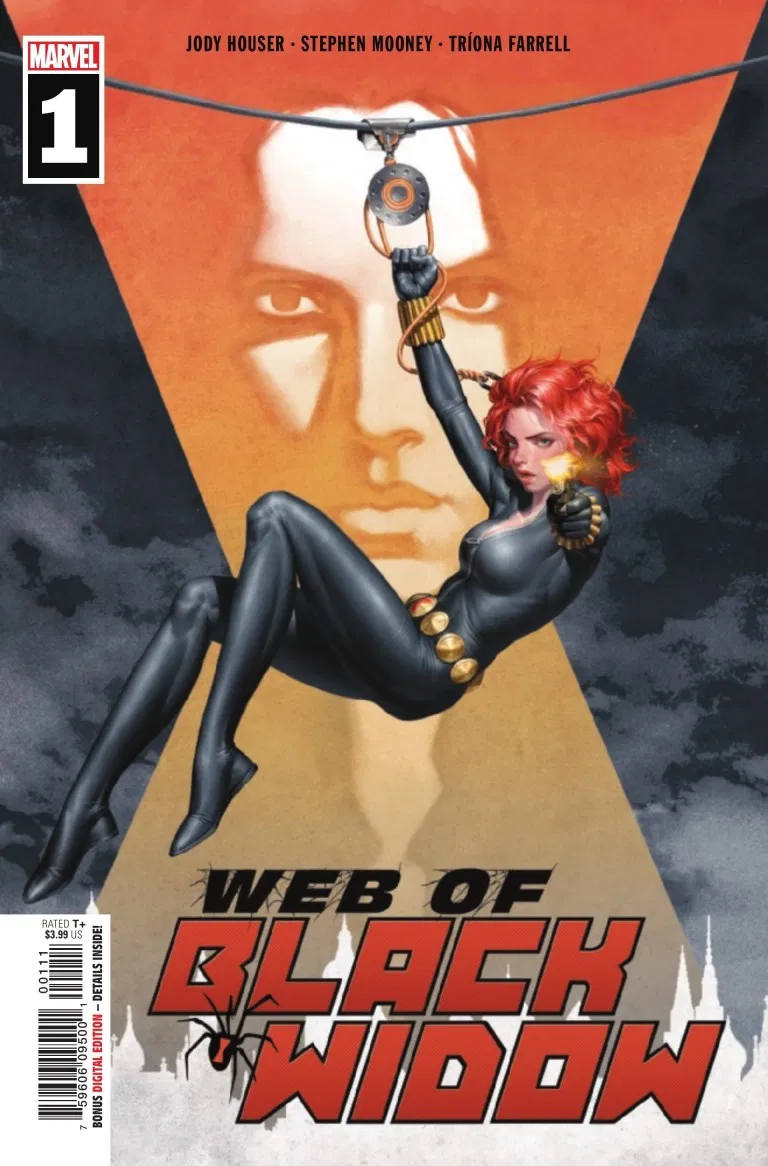 JODY HOUSER · STEPHEN MOONEY · TRÍONA FARRELL
MARVEL
1
WEB OF
BLACK
WIDOW
RATED T+
$3.99 US
00111
7 59606 09500 1
BONUS DIGITAL EDITION – DETAILS INSIDE!